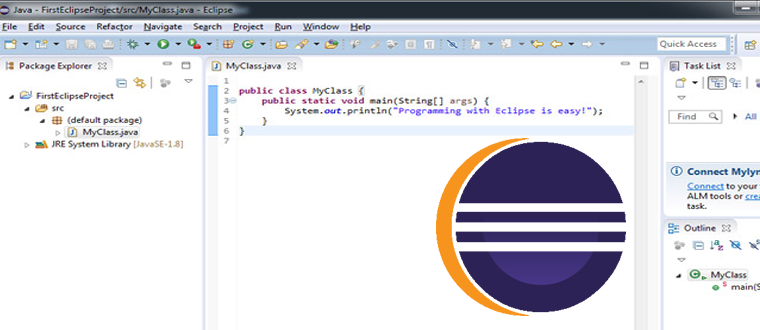 Java - FirstEclipseProject/src/MyClass.java - Eclipse
File Edit Source Refactor Navigate Search Project Run Window Help
Quick Access
Package Explorer
FirstEclipseProject
src
(default package)
MyClass.java
JRE System Library [JavaSE-1.8]
MyClass.java
1
2 public class MyClass {
3 public static void main(String[] args) {
4 System.out.println("Programming with Eclipse is easy!");
5 }
6 }
7
Task List
Find All
Connect Mylyn
Connect to your
ALM tools or
task.
Outline
MyClass
main(S